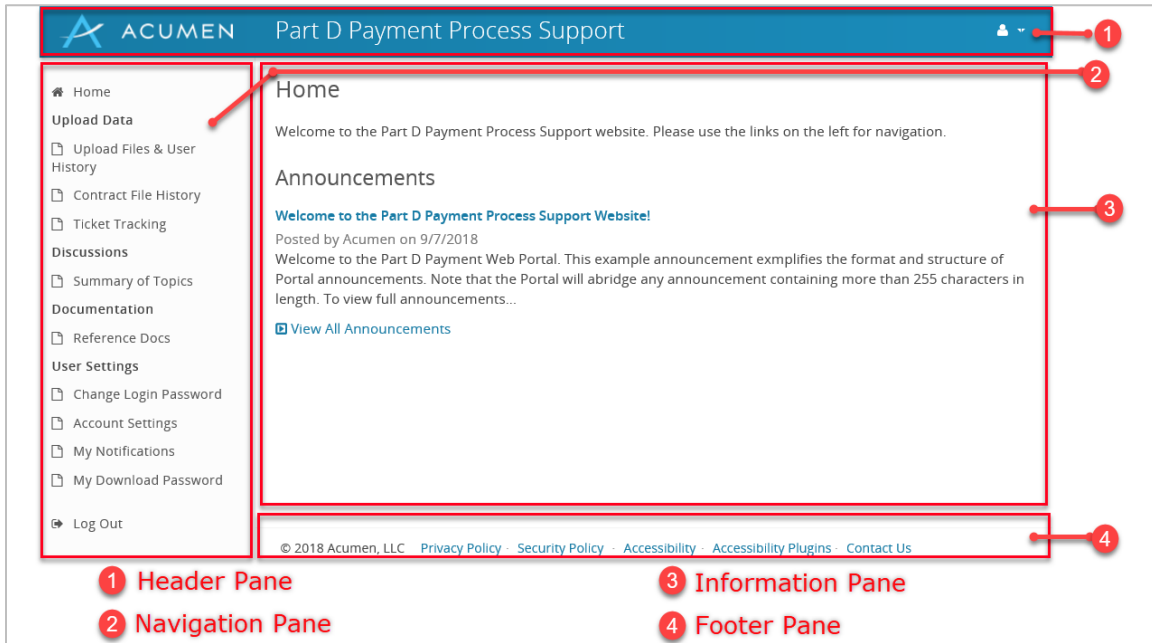 ACUMEN
Part D Payment Process Support
1
2
Home
Upload Data
Upload Files & User
History
Contract File History
Ticket Tracking
Discussions
Summary of Topics
Documentation
Reference Docs
User Settings
Change Login Password
Account Settings
My Notifications
My Download Password
Log Out
Home
Welcome to the Part D Payment Process Support website. Please use the links on the left for navigation.
Announcements
Welcome to the Part D Payment Process Support Website!
3
Posted by Acumen on 9/7/2018
Welcome to the Part D Payment Web Portal. This example announcement exmplifies the format and structure of
Portal announcements. Note that the Portal will abridge any announcement containing more than 255 characters in
length. To view full announcements...
View All Announcements
© 2018 Acumen, LLC Privacy Policy · Security Policy · Accessibility · Accessibility Plugins · Contact Us
4
1 Header Pane
2 Navigation Pane
3 Information Pane
4 Footer Pane